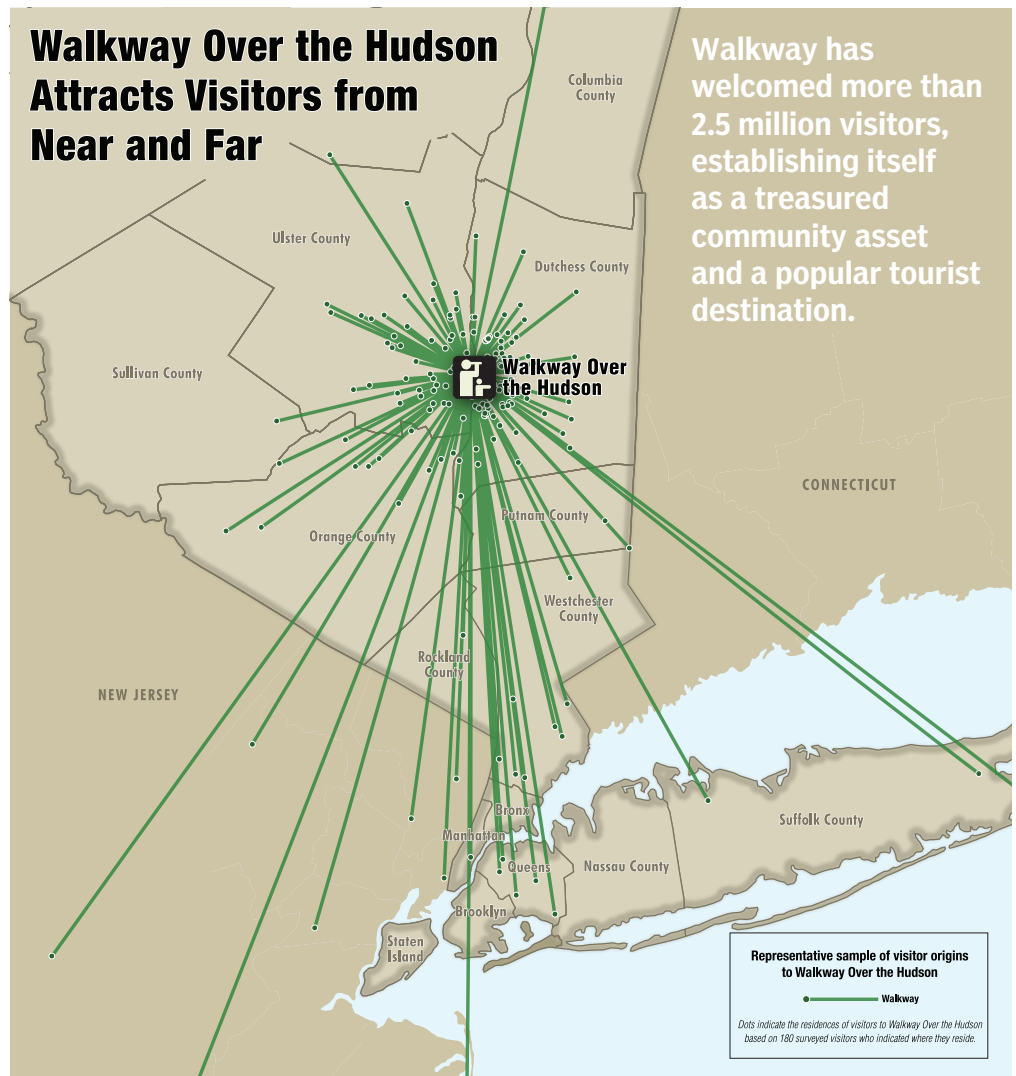 Walkway Over the Hudson
Attracts Visitors from
Near and Far
Walkway has
welcomed more than
2.5 million visitors,
establishing itself
as a treasured
community asset
and a popular tourist
destination.
Columbia
County
Ulster County
Dutchess County
Sullivan County
Walkway Over
the Hudson
CONNECTICUT
Putnam County
Orange County
Westchester
County
Rockland
County
NEW JERSEY
Bronx
Manhattan
Suffolk County
Queens
Nassau County
Brooklyn
Staten
Island
Representative sample of visitor origins
to Walkway Over the Hudson
Walkway
Dots indicate the residences of visitors to Walkway Over the Hudson
based on 180 surveyed visitors who indicated where they reside.